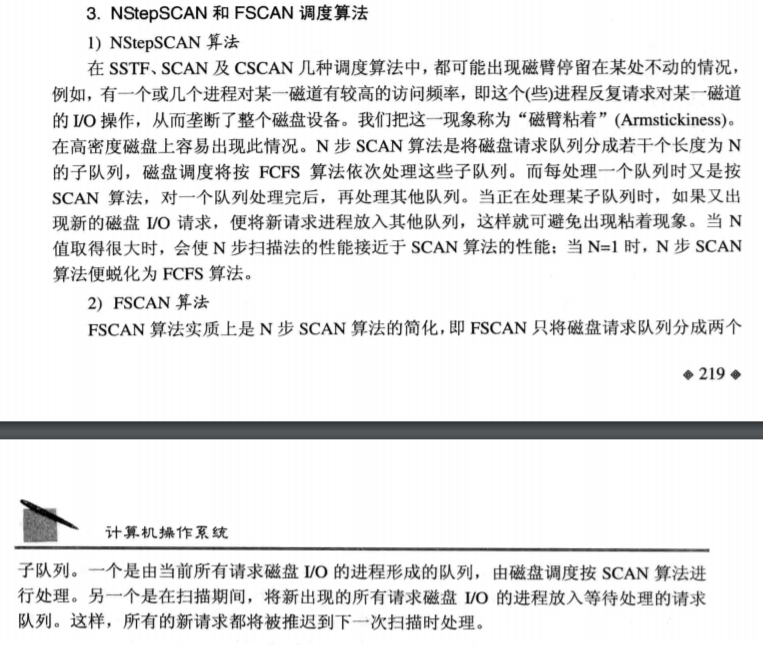 3. NStepSCAN 和 FSCAN 调度算法
1) NStepSCAN 算法
在 SSTF、SCAN 及 CSCAN 几种调度算法中，都可能出现磁臂停留在某处不动的情况，
例如，有一个或几个进程对某一磁道有较高的访问频率，即这个(些)进程反复请求对某一磁道
的 I/O 操作，从而垄断了整个磁盘设备。我们把这一现象称为“磁臂粘着”(Armstickiness)。
在高密度磁盘上容易出现此情况。N 步 SCAN 算法是将磁盘请求队列分成若干个长度为 N
的子队列，磁盘调度将按 FCFS 算法依次处理这些子队列。而每处理一个队列时又是按
SCAN 算法，对一个队列处理完后，再处理其他队列。当正在处理某子队列时，如果又出
现新的磁盘 I/O 请求，便将新请求进程放入其他队列，这样就可避免出现粘着现象。当 N
值取得很大时，会使 N 步扫描法的性能接近于 SCAN 算法的性能；当 N=1 时，N 步 SCAN
算法便蜕化为 FCFS 算法。
2) FSCAN 算法
FSCAN 算法实质上是 N 步 SCAN 算法的简化，即 FSCAN 只将磁盘请求队列分成两个
219
计算机操作系统
子队列。一个是由当前所有请求磁盘 I/O 的进程形成的队列，由磁盘调度按 SCAN 算法进
行处理。另一个是在扫描期间，将新出现的所有请求磁盘 I/O 的进程放入等待处理的请求
队列。这样，所有的新请求都将被推迟到下一次扫描时处理。